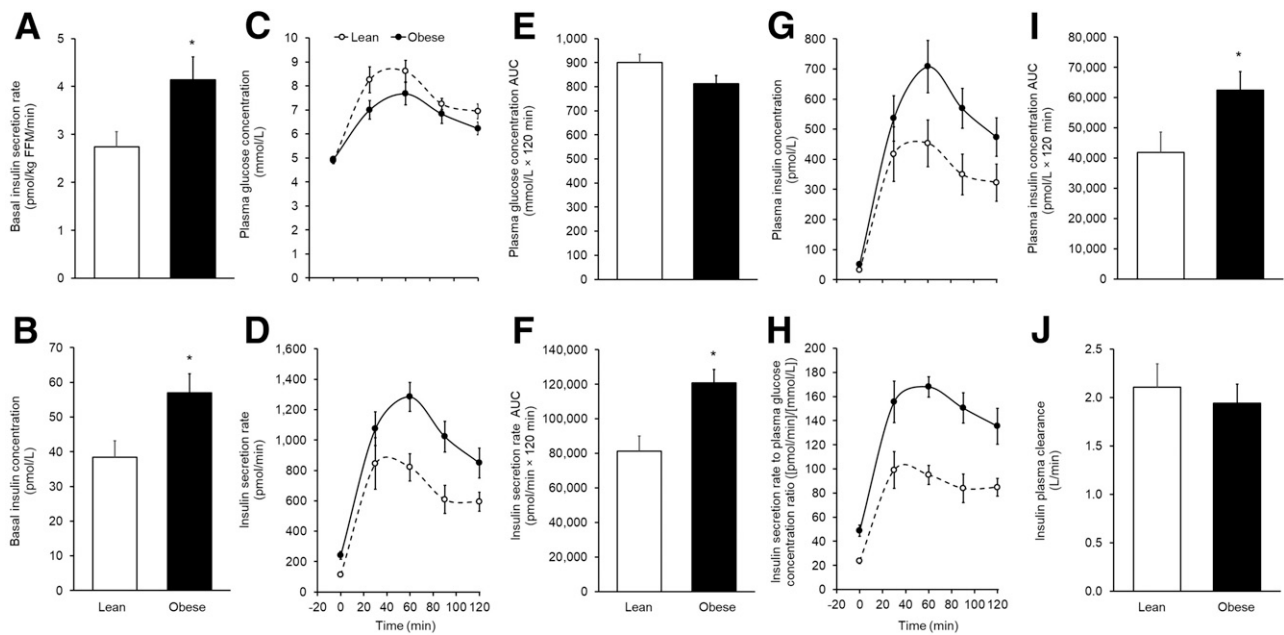 A
Basal insulin secretion rate
(pmol/kg FFM/min)
5
4
3
2
1
0
*
C
Lean
Obese
Plasma glucose concentration
(mmol/L)
10
9
8
7
6
5
4
3
2
1
0
E
Plasma glucose concentration AUC
(mmol/L × 120 min)
1,000
900
800
700
600
500
400
300
200
100
0
G
Plasma insulin concentration
(pmol/L)
800
700
600
500
400
300
200
100
0
I
Plasma insulin concentration AUC
(pmol/L × 120 min)
80,000
70,000
60,000
50,000
40,000
30,000
20,000
10,000
0
*
B
Basal insulin concentration
(pmol/L)
70
60
50
40
30
20
10
0
*
Lean Obese
D
Insulin secretion rate
(pmol/min)
1,600
1,400
1,200
1,000
800
600
400
200
0
-20 0 20 40 60 80 100 120
Time (min)
F
Insulin secretion rate AUC
(pmol/min × 120 min)
140,000
120,000
100,000
80,000
60,000
40,000
20,000
0
*
Lean Obese
H
Insulin secretion rate to plasma glucose
concentration ratio ([pmol/min]/[mmol/L])
200
180
160
140
120
100
80
60
40
20
0
-20 0 20 40 60 80 100 120
Time (min)
J
Insulin plasma clearance
(L/min)
2.5
2.0
1.5
1.0
0.5
0.0
Lean Obese